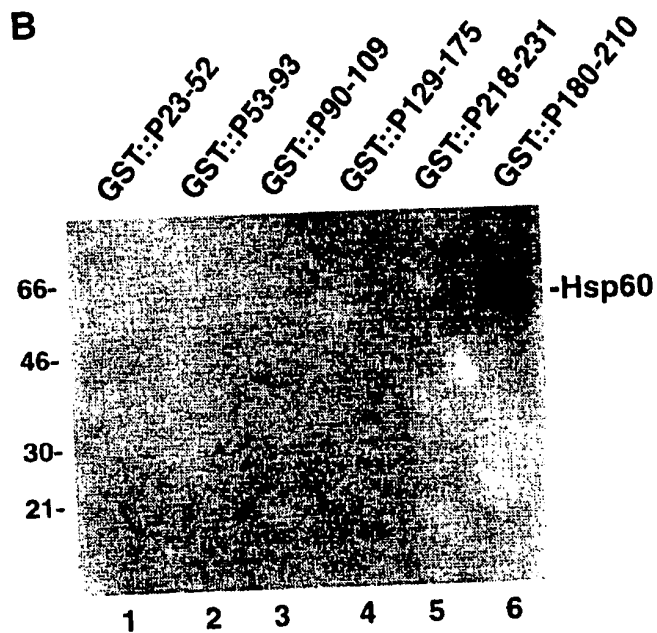 B
GST::P23-52
GST::P53-93
GST::P90-109
GST::P129-175
GST::P218-231
GST::P180-210
66-
-Hsp60
46-
30-
21-
1 2 3 4 5 6